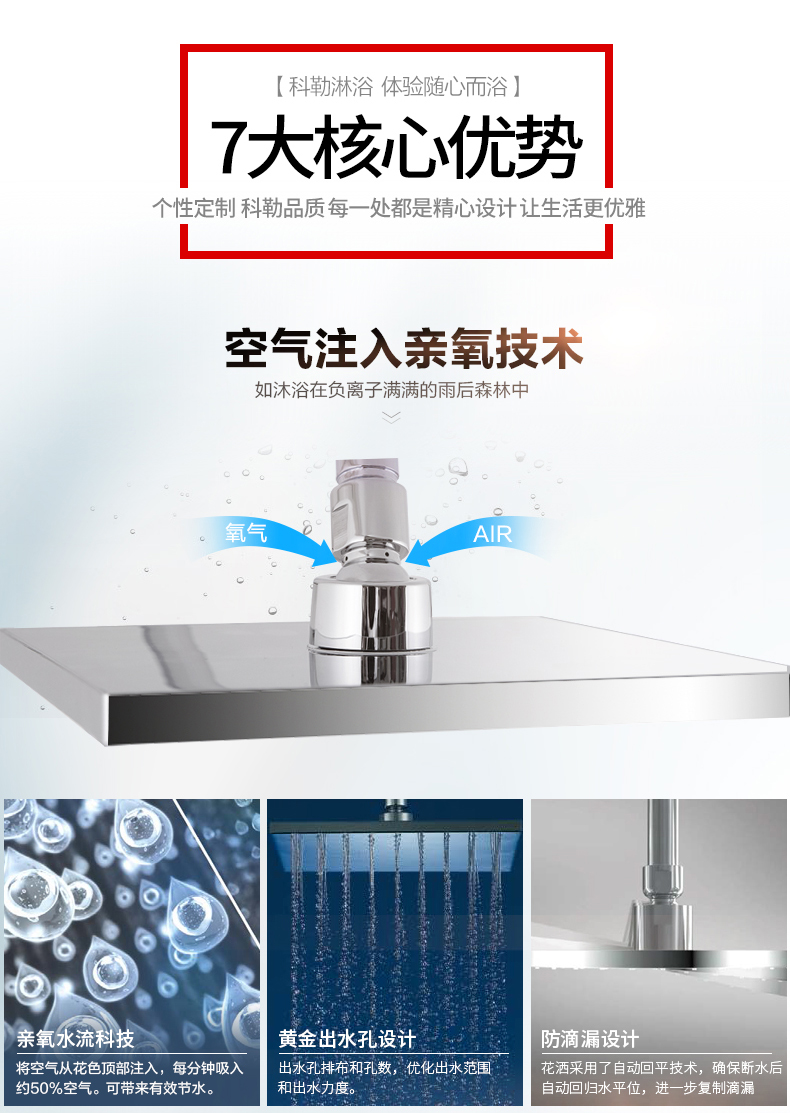 【 科勒淋浴 体验随心而浴 】
7大核心优势
个性定制 科勒品质 每一处都是精心设计 让生活更优雅
空气注入亲氧技术
如沐浴在负离子满满的雨后森林中
氧气
AIR
亲氧水流科技
将空气从花色顶部注入，每分钟吸入
约50%空气。可带来有效节水。
黄金出水孔设计
出水孔排布和孔数，优化出水范围
和出水力度。
防滴漏设计
花洒采用了自动回平技术，确保断水后
自动回归水平位，进一步复制滴漏